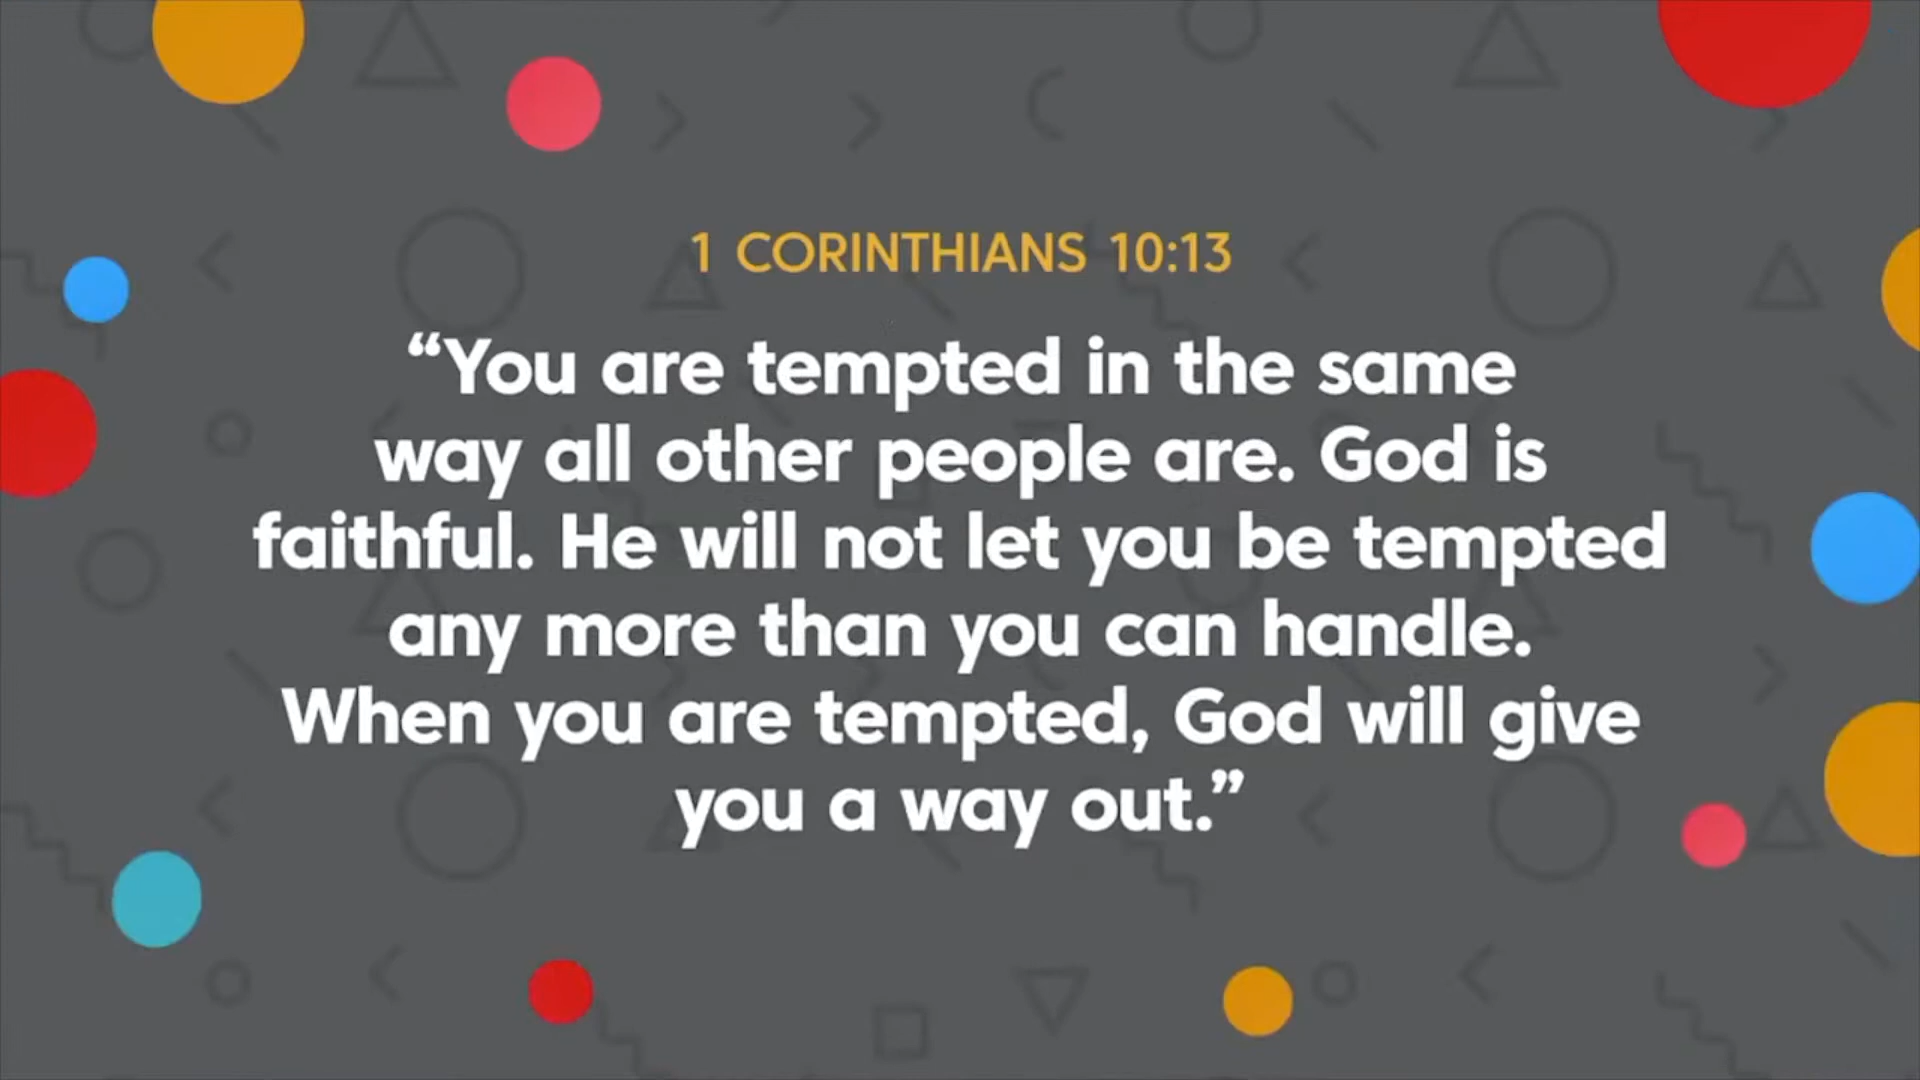 1 CORINTHIANS 10:13
“You are tempted in the same
way all other people are. God is
faithful. He will not let you be tempted
any more than you can handle.
When you are tempted, God will give
you a way out.”